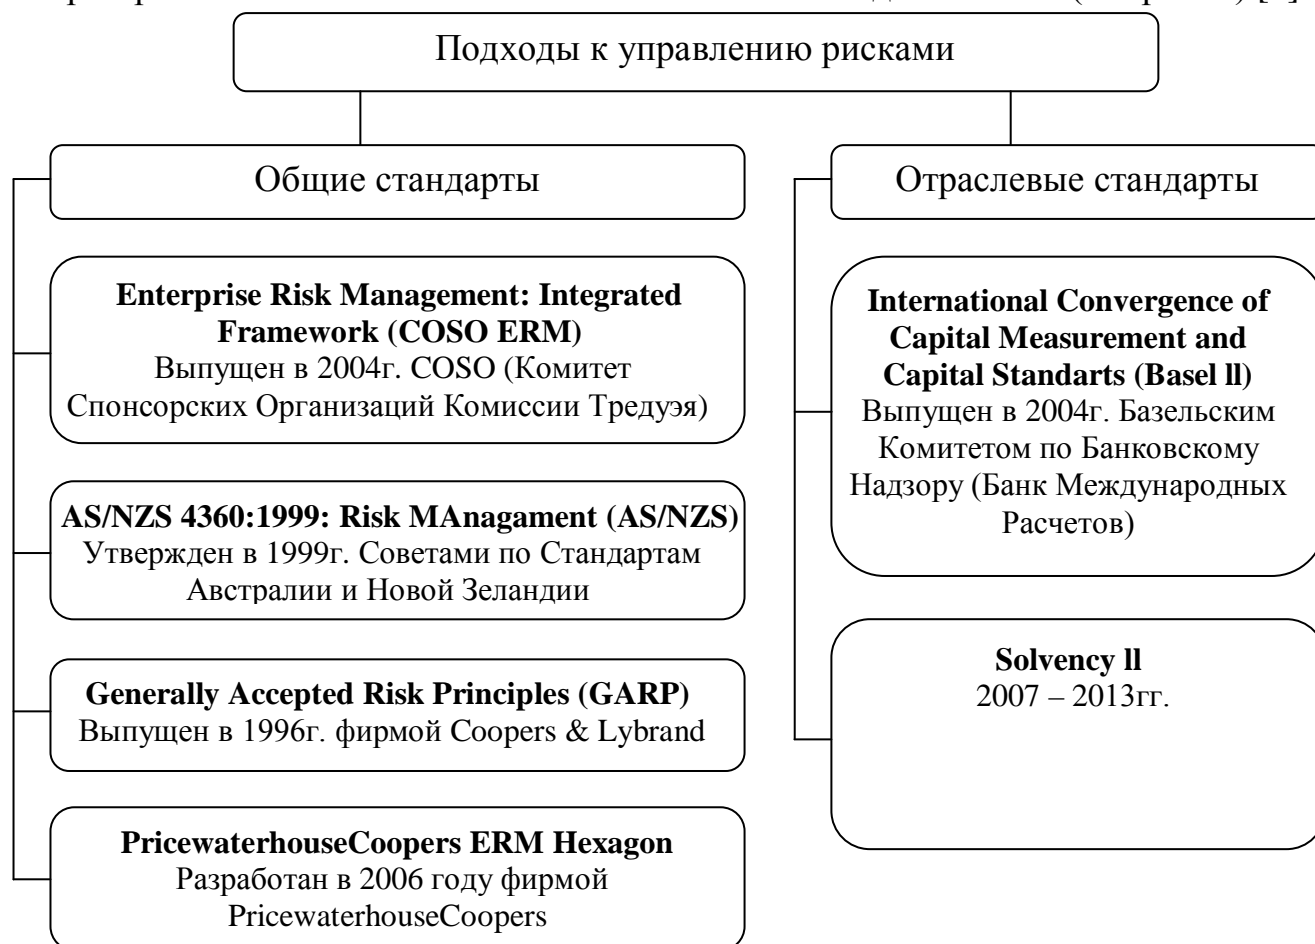 Подходы к управлению рисками
Общие стандарты
Enterprise Risk Management: Integrated
Framework (COSO ERM)
Выпущен в 2004г. COSO (Комитет
Спонсорских Организаций Комиссии Тредуэя)
AS/NZS 4360:1999: Risk MAnagament (AS/NZS)
Утвержден в 1999г. Советами по Стандартам
Австралии и Новой Зеландии
Generally Accepted Risk Principles (GARP)
Выпущен в 1996г. фирмой Coopers & Lybrand
PricewaterhouseCoopers ERM Hexagon
Разработан в 2006 году фирмой
PricewaterhouseCoopers
Отраслевые стандарты
International Convergence of
Capital Measurement and
Capital Standarts (Basel ll)
Выпущен в 2004г. Базельским
Комитетом по Банковскому
Надзору (Банк Международных
Расчетов)
Solvency ll
2007 – 2013гг.